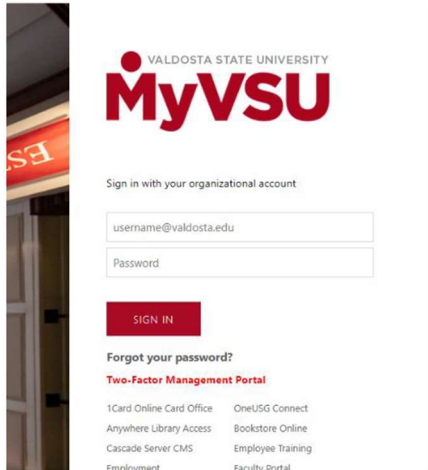 VALDOSTA STATE UNIVERSITY
MyVSU
Sign in with your organizational account
username@valdosta.edu
Password
SIGN IN
Forgot your password?
Two-Factor Management Portal
1Card Online Card Office OneUSG Connect
Anywhere Library Access Bookstore Online
Cascade Server CMS Employee Training
Employment Faculty Portal